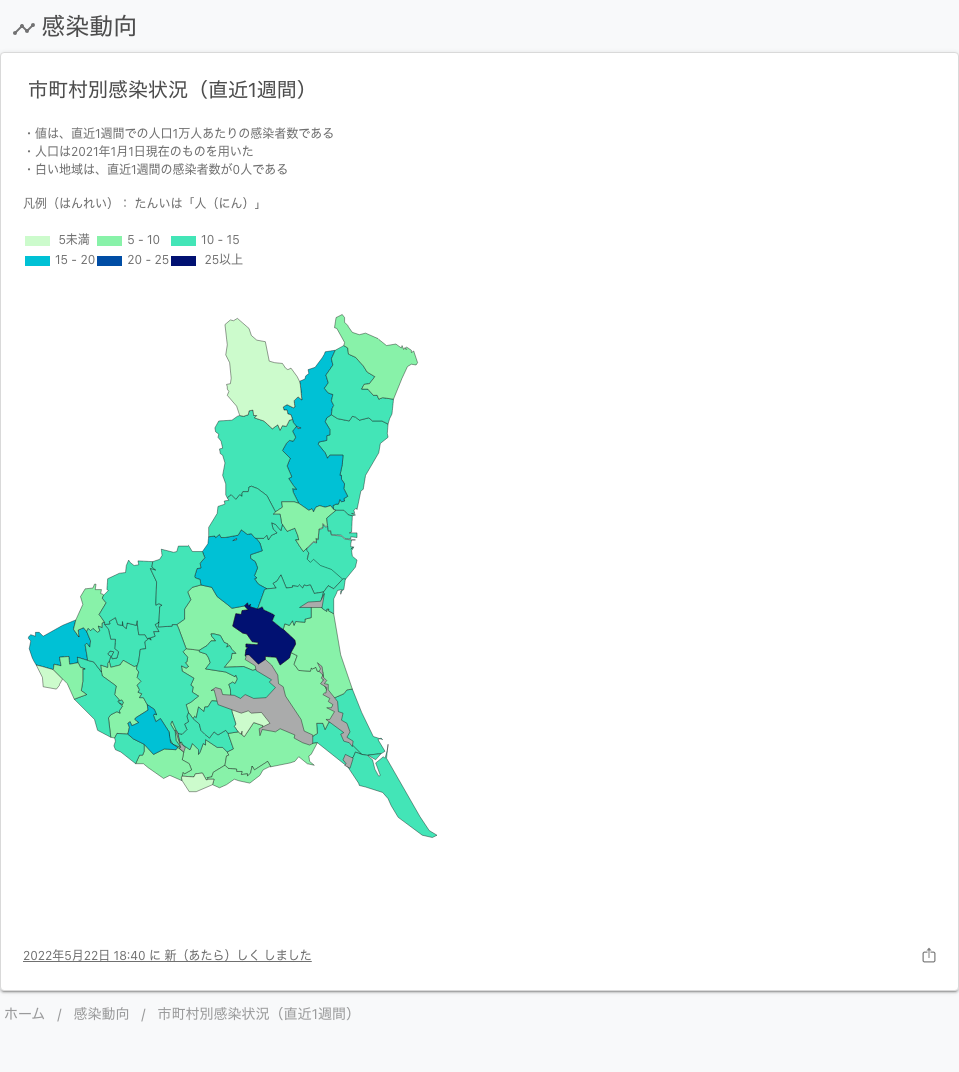 感染動向
市町村別感染状況（直近1週間）
・値は、直近1週間での人口1万人あたりの感染者数である
・人口は2021年1月1日現在のものを用いた
・白い地域は、直近1週間の感染者数が0人である
凡例（はんれい）： たんいは「人（にん）」
5未満 5 - 10 10 - 15
15 - 20 20 - 25 25以上
2022年5月22日 18:40 に 新（あたら）しく しました
ホーム / 感染動向 / 市町村別感染状況（直近1週間）